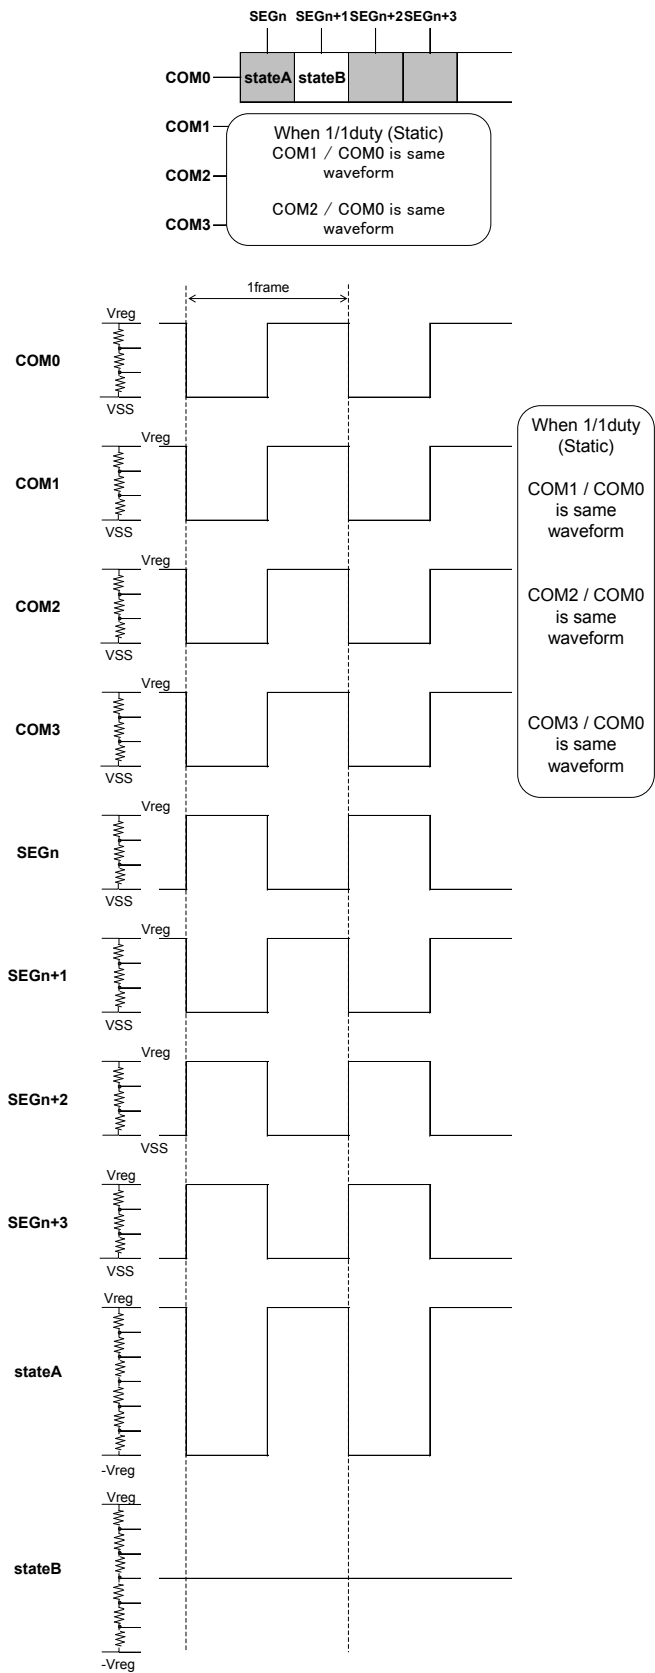 SEGn SEGn+1 SEGn+2 SEGn+3
COM0 stateA stateB
COM1
COM2
COM3
When 1/1duty (Static)
COM1 / COM0 is same
waveform
COM2 / COM0 is same
waveform
1frame
Vreg
COM0
VSS
Vreg
COM1
VSS
Vreg
COM2
VSS
Vreg
COM3
VSS
When 1/1duty
(Static)
COM1 / COM0
is same
waveform
COM2 / COM0
is same
waveform
COM3 / COM0
is same
waveform
Vreg
SEGn
VSS
Vreg
SEGn+1
VSS
Vreg
SEGn+2
VSS
Vreg
SEGn+3
VSS
Vreg
stateA
-Vreg
Vreg
stateB
-Vreg